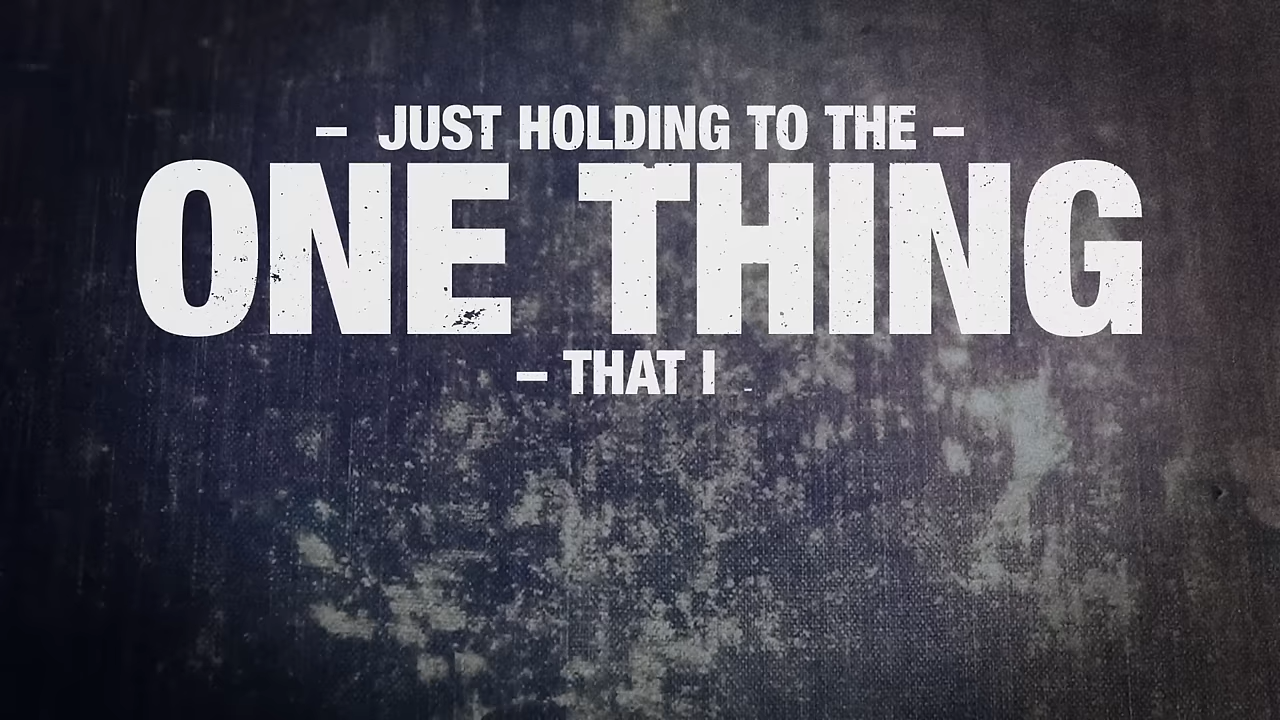 – JUST HOLDING TO THE –
ONE THING
– THAT I